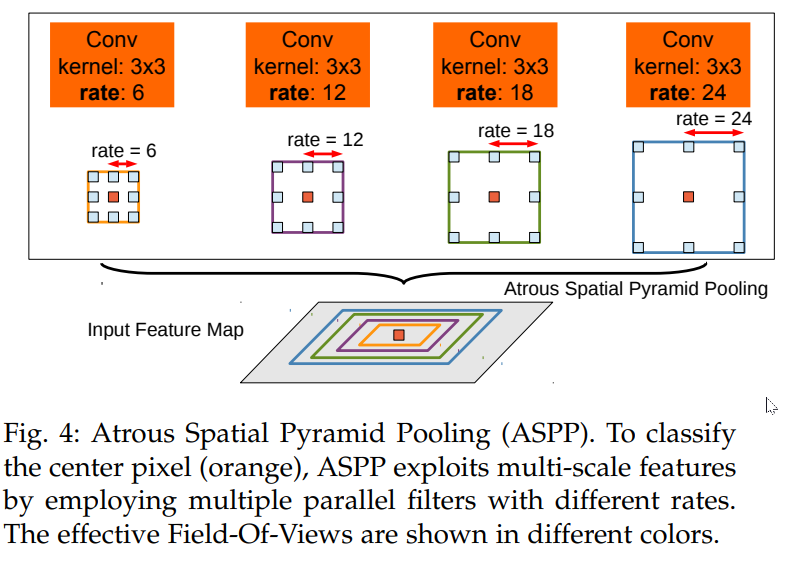 Conv
kernel: 3x3
rate: 6
Conv
kernel: 3x3
rate: 12
Conv
kernel: 3x3
rate: 18
Conv
kernel: 3x3
rate: 24
rate = 6
rate = 12
rate = 18
rate = 24
Atrous Spatial Pyramid Pooling
Input Feature Map
Fig. 4: Atrous Spatial Pyramid Pooling (ASPP). To classify
the center pixel (orange), ASPP exploits multi-scale features
by employing multiple parallel filters with different rates.
The effective Field-Of-Views are shown in different colors.